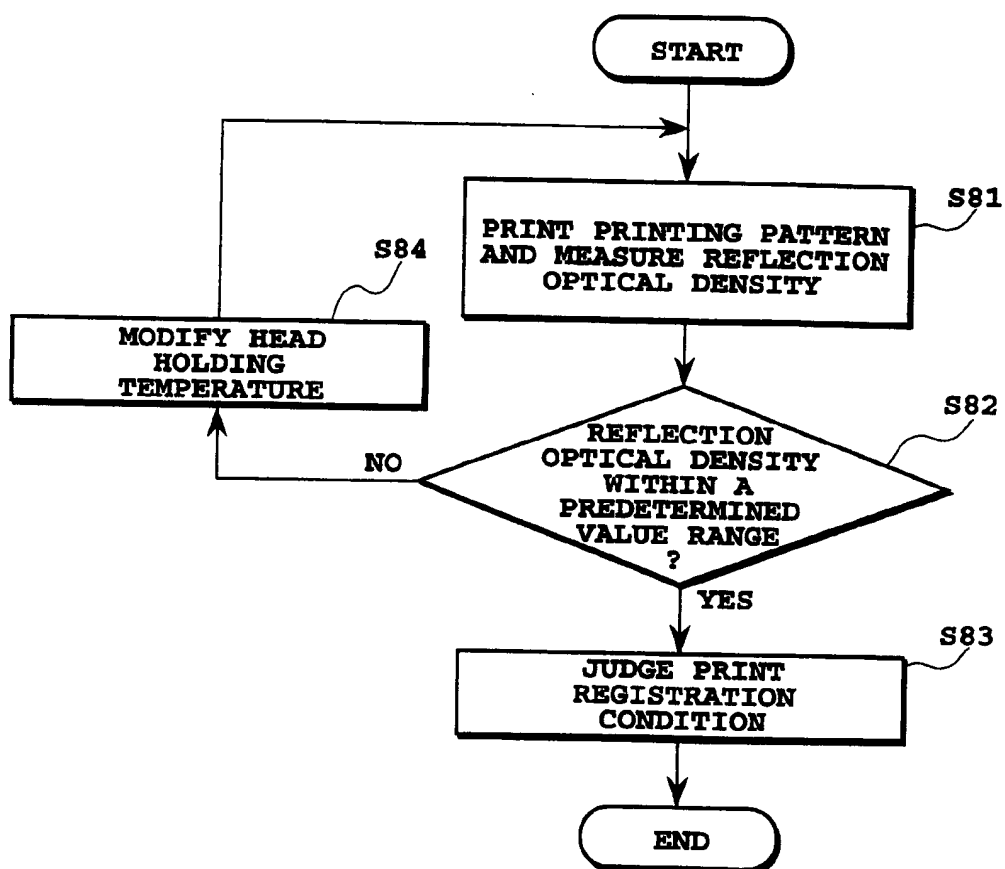 START
S81
PRINT PRINTING PATTERN
AND MEASURE REFLECTION
OPTICAL DENSITY
S84
MODIFY HEAD
HOLDING
TEMPERATURE
S82
REFLECTION
OPTICAL DENSITY
WITHIN A
PREDETERMINED
VALUE RANGE
?
NO
YES
S83
JUDGE PRINT
REGISTRATION
CONDITION
END